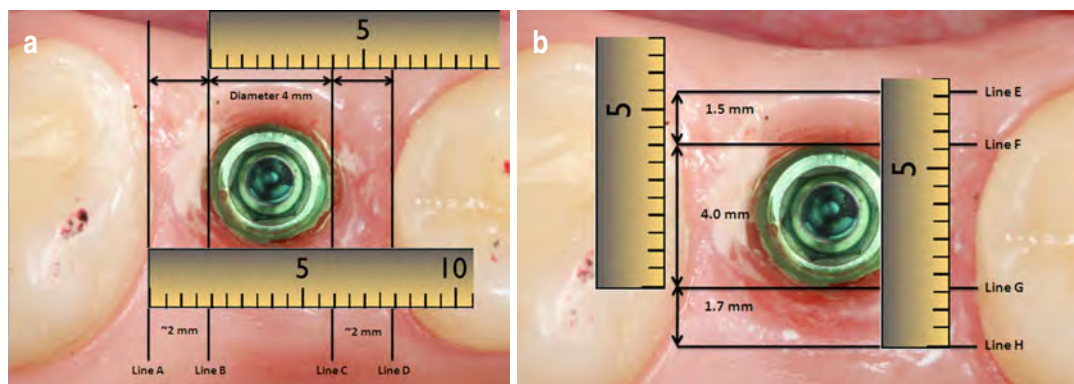 a
5
Diameter 4 mm
5
10
~2 mm
~2 mm
Line A
Line B
Line C
Line D
b
5
5
Line E
1.5 mm
Line F
4.0 mm
Line G
1.7 mm
Line H